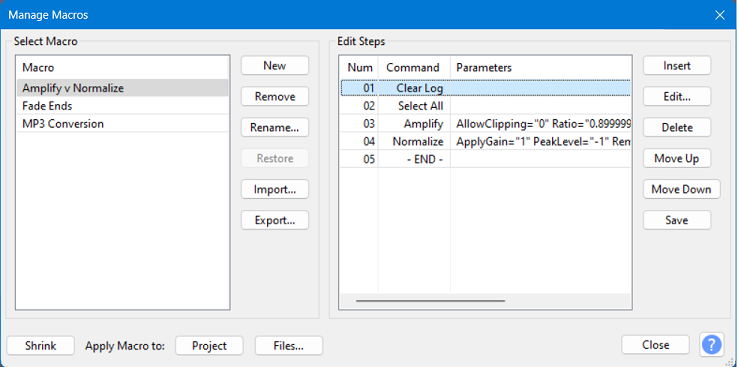 Manage Macros
Select Macro
Macro
Amplify v Normalize
Fade Ends
MP3 Conversion
New
Remove
Rename...
Restore
Import...
Export...
Edit Steps
Num Command Parameters
01 Clear Log
02 Select All
03 Amplify AllowClipping="0" Ratio="0.899999
04 Normalize ApplyGain="1" PeakLevel="-1" Rem
05 - END -
Insert
Edit...
Delete
Move Up
Move Down
Save
Shrink
Apply Macro to:
Project
Files...
Close
?